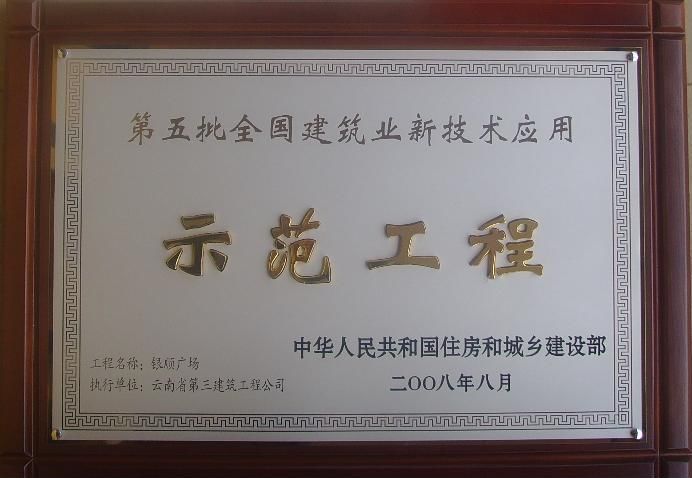 第五批全国建筑业新技术应用
示范工程
工程名称：银顺广场
执行单位：云南省第三建筑工程公司
中华人民共和国住房和城乡建设部
二〇〇八年八月